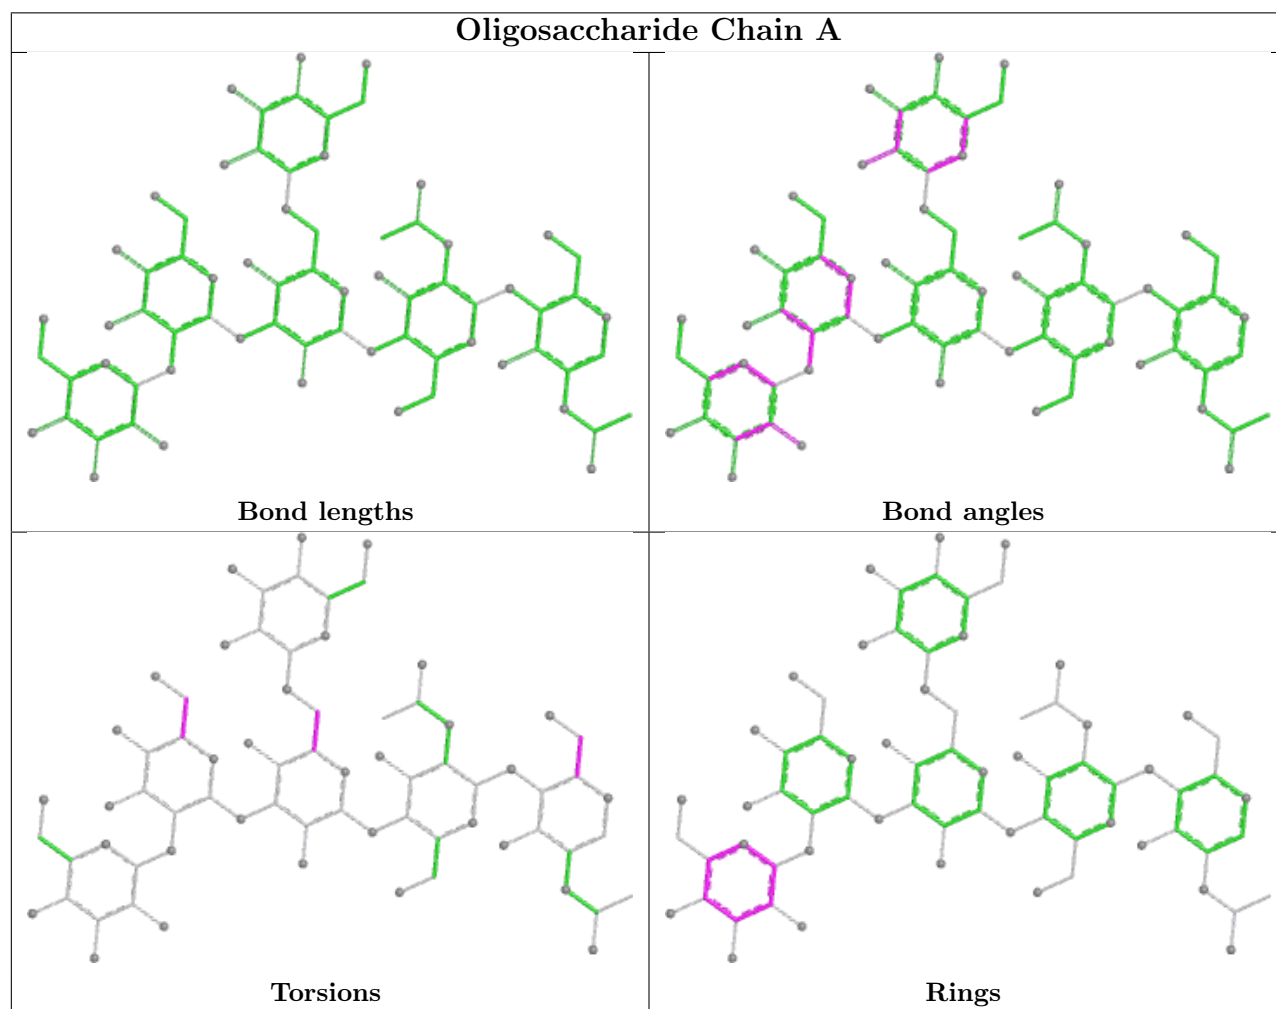 Oligosaccharide Chain A
Bond lengths
Bond angles
Torsions
Rings